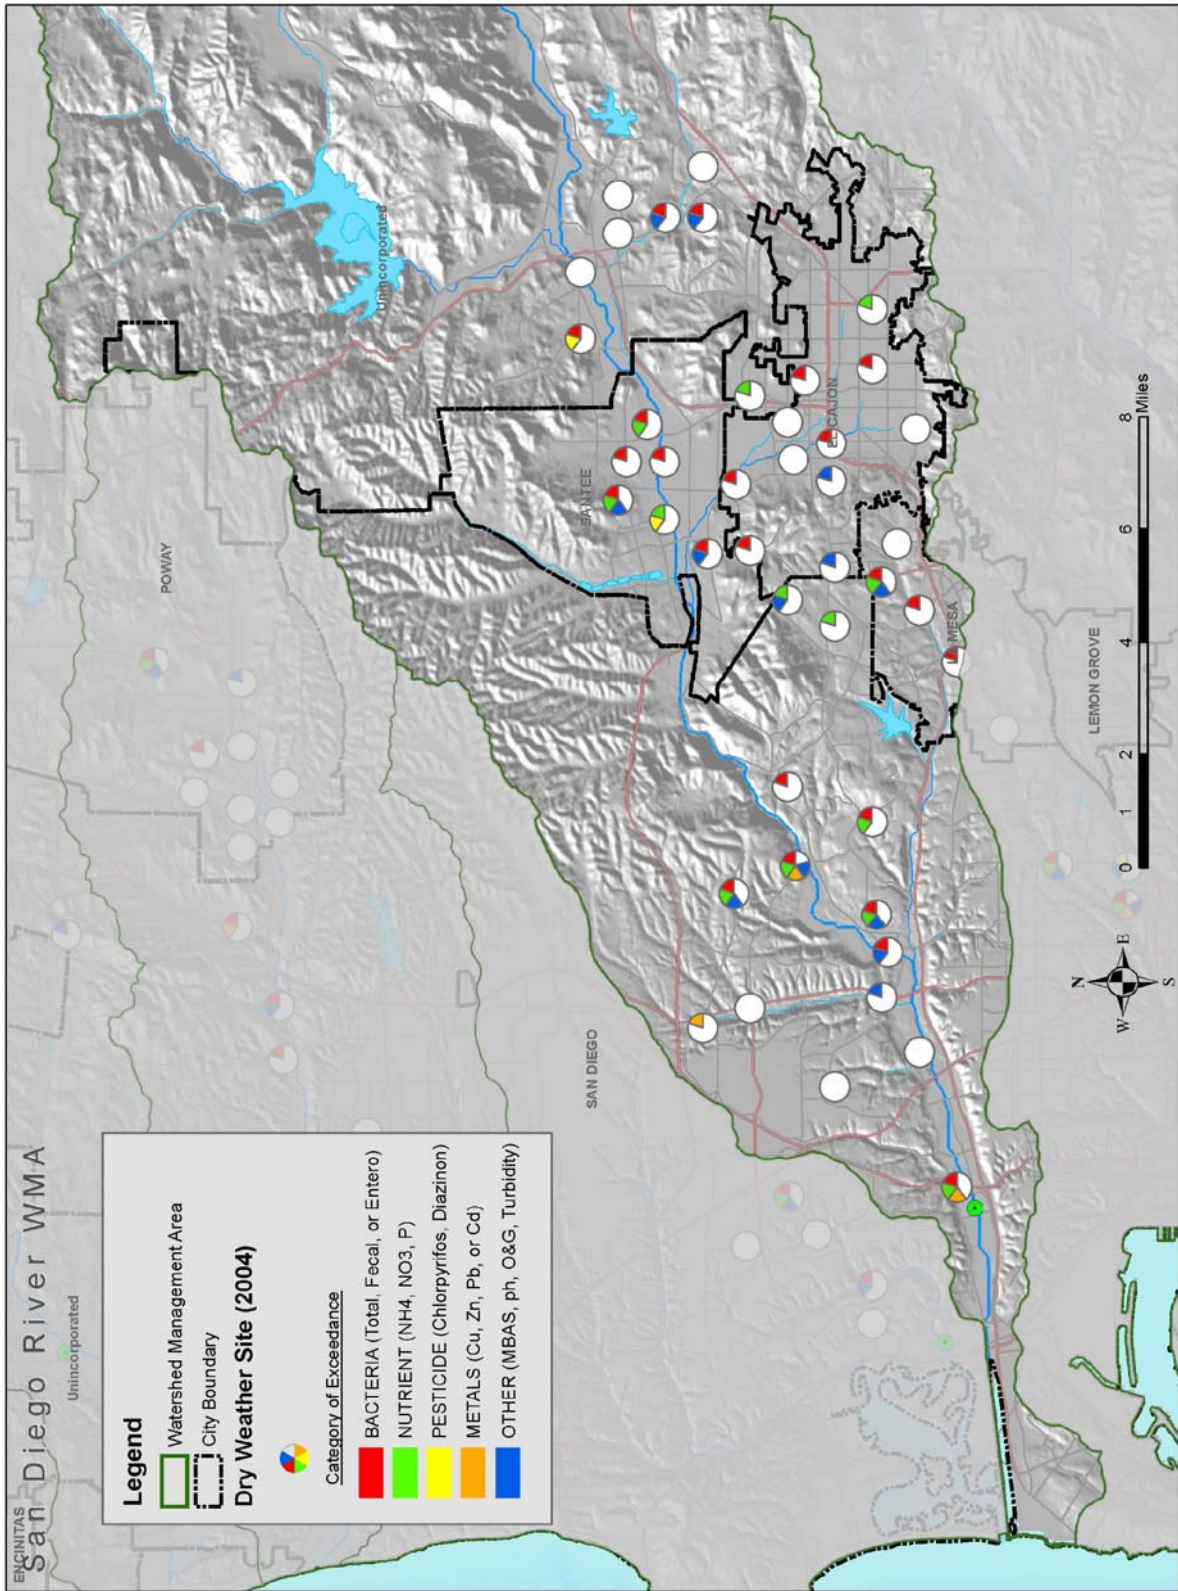 San Diego River WMA
ENCINITAS
Unincorporated
Legend
Watershed Management Area
City Boundary
Dry Weather Site (2004)
Category of Exceedance
BACTERIA (Total, Fecal, or Entero)
NUTRIENT (NH4, NO3, P)
PESTICIDE (Chlorpyrifos, Diazinon)
METALS (Cu, Zn, Pb, or Cd)
OTHER (MBAS, ph, O&G, Turbidity)
POWAY
Unincorporated
SANTEE
SAN DIEGO
EL CAJON
MESA
LEMON GROVE
N
W
E
S
0 1 2 4 6 8
Miles